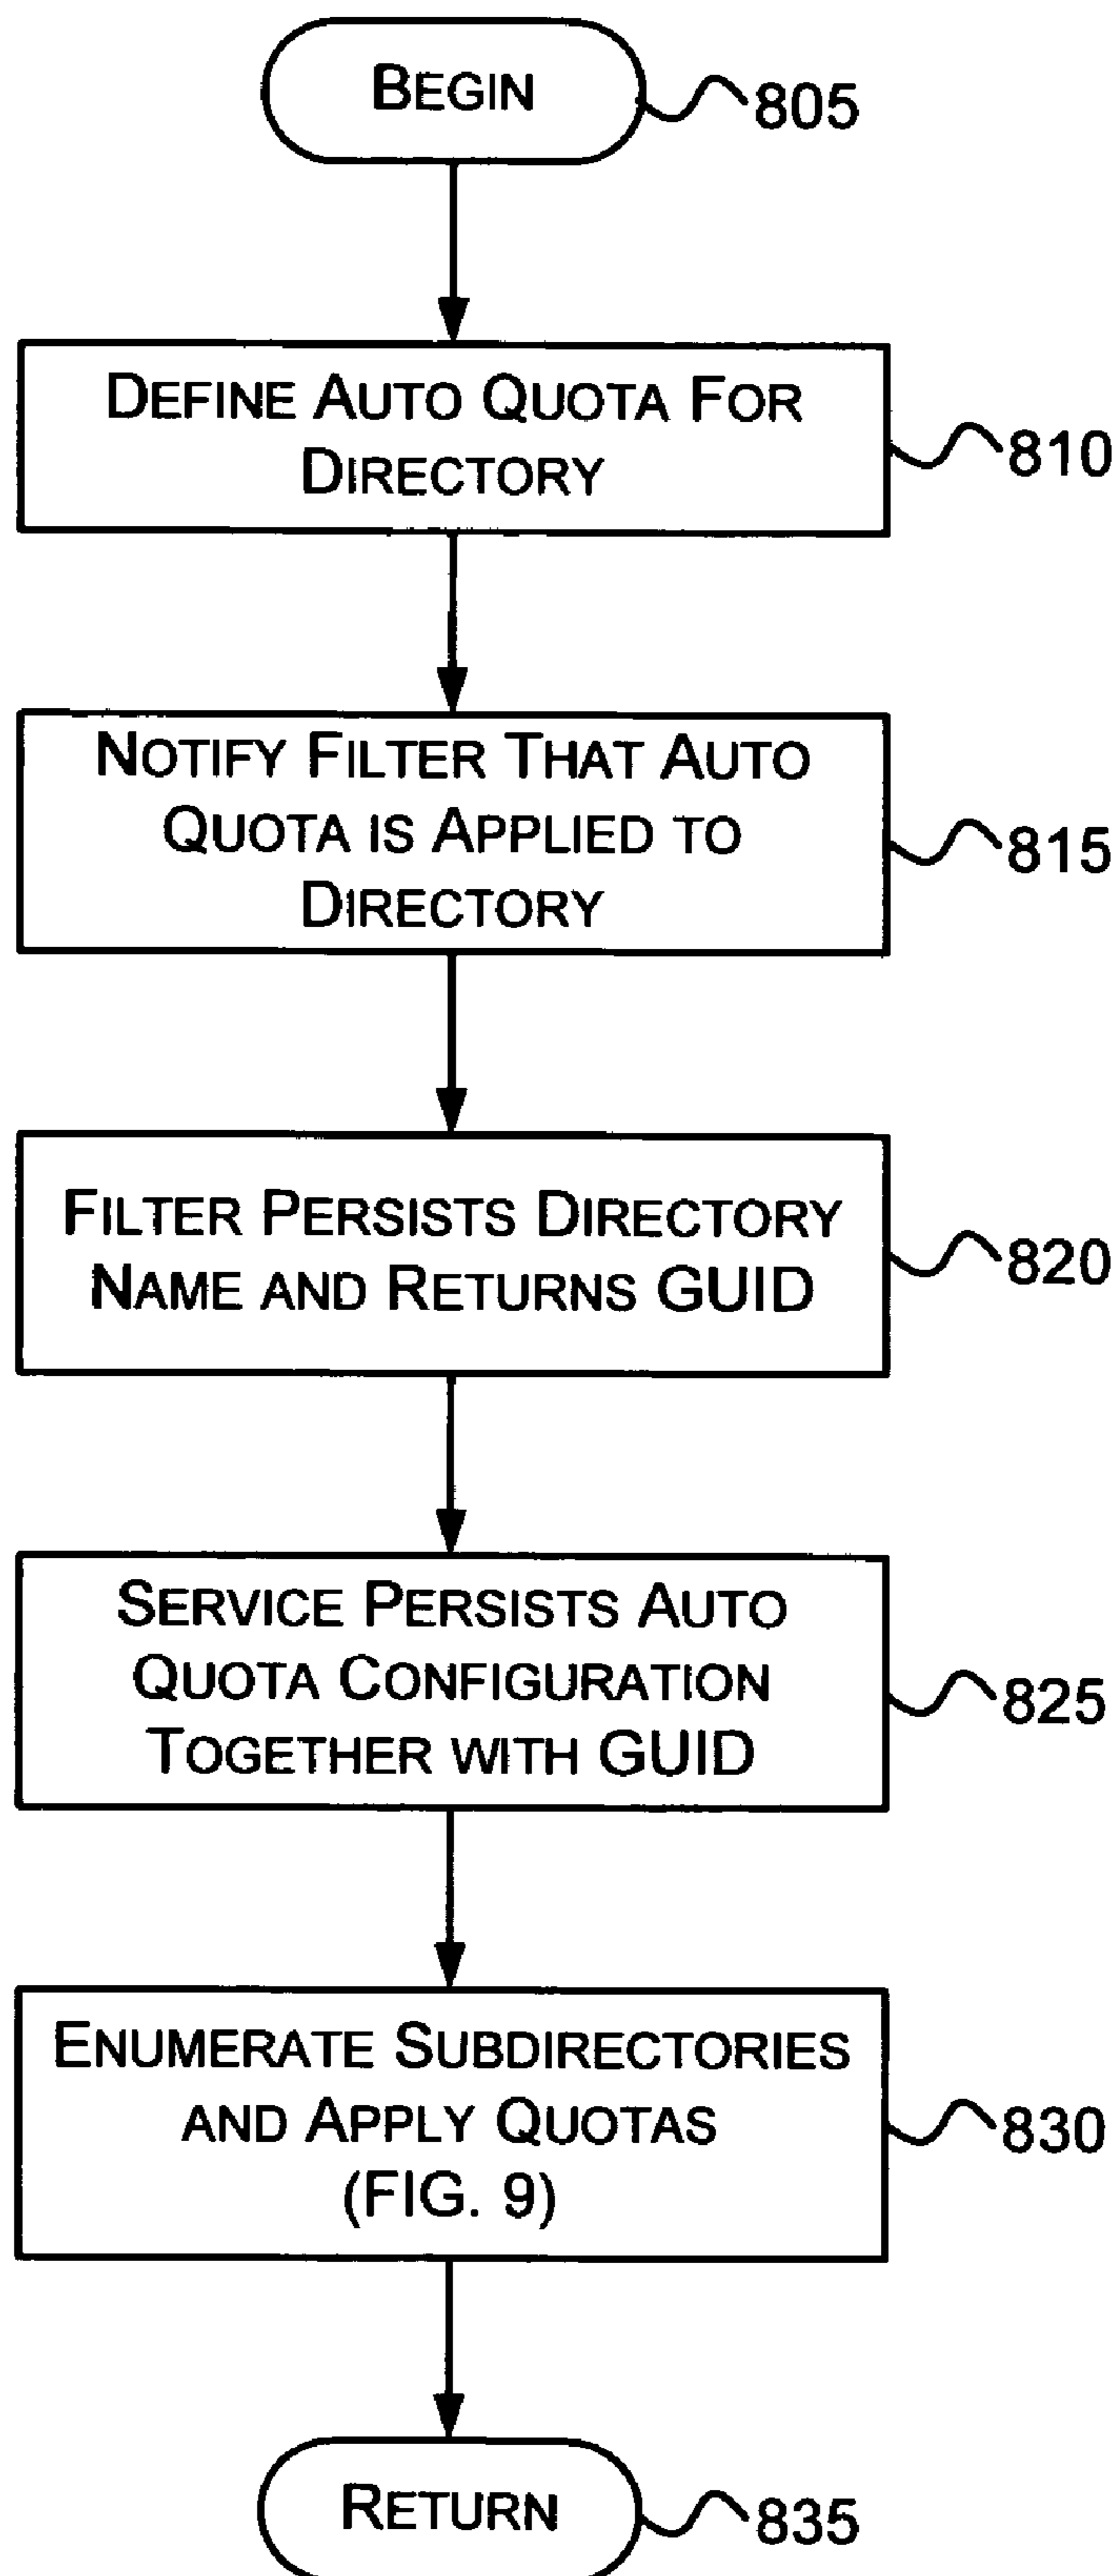 BEGIN
805
DEFINE AUTO QUOTA FOR
DIRECTORY
810
NOTIFY FILTER THAT AUTO
QUOTA IS APPLIED TO
DIRECTORY
815
FILTER PERSISTS DIRECTORY
NAME AND RETURNS GUID
820
SERVICE PERSISTS AUTO
QUOTA CONFIGURATION
TOGETHER WITH GUID
825
ENUMERATE SUBDIRECTORIES
AND APPLY QUOTAS
(FIG. 9)
830
RETURN
835